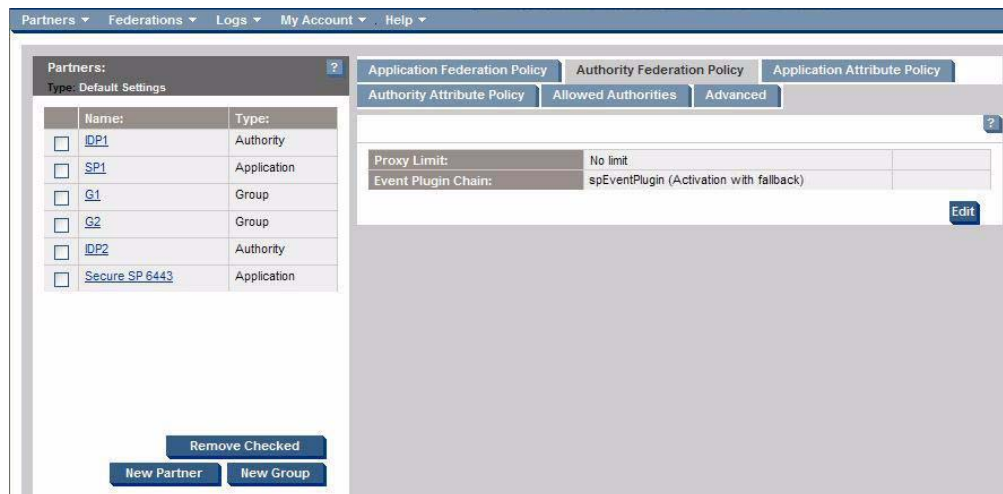 Partners Federations Logs My Account Help
Partners: ?
Type: Default Settings
Name: Type:
IDP1 Authority
SP1 Application
G1 Group
G2 Group
IDP2 Authority
Secure SP 6443 Application
Remove Checked
New Partner New Group
Application Federation Policy Authority Federation Policy Application Attribute Policy
Authority Attribute Policy Allowed Authorities Advanced
?
Proxy Limit: No limit
Event Plugin Chain: spEventPlugin (Activation with fallback)
Edit